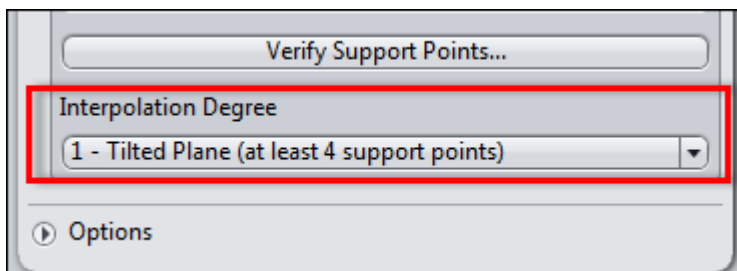 Verify Support Points...
Interpolation Degree
1 - Tilted Plane (at least 4 support points)
Options